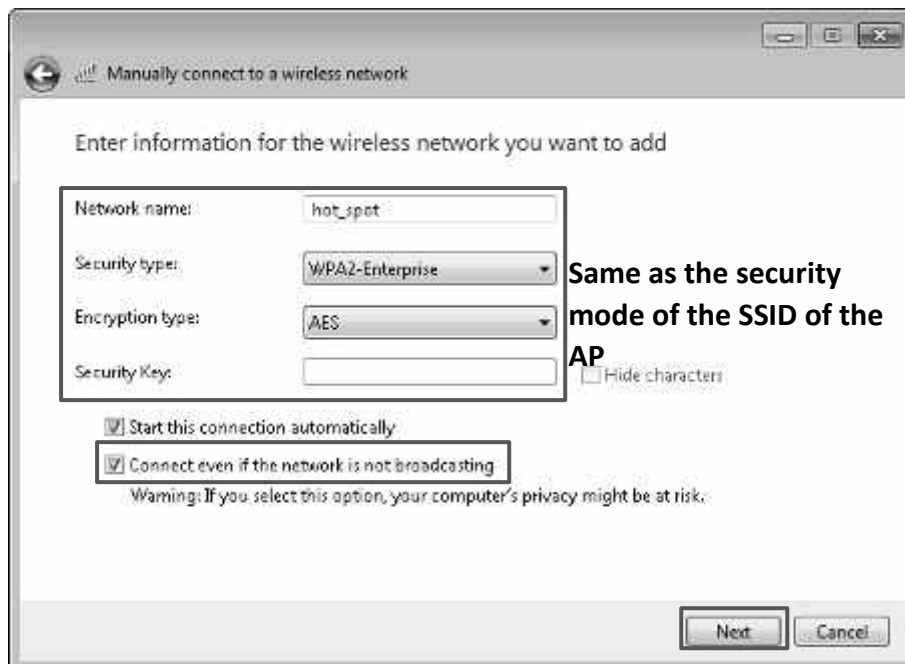 Manually connect to a wireless network
Enter information for the wireless network you want to add
Network name: hot_spot
Security type: WPA2-Enterprise
Encryption type: AES
Security Key:
Same as the security
mode of the SSID of the
AP
Hide characters
Start this connection automatically
Connect even if the network is not broadcasting
Warning: If you select this option, your computer's privacy might be at risk.
Next Cancel